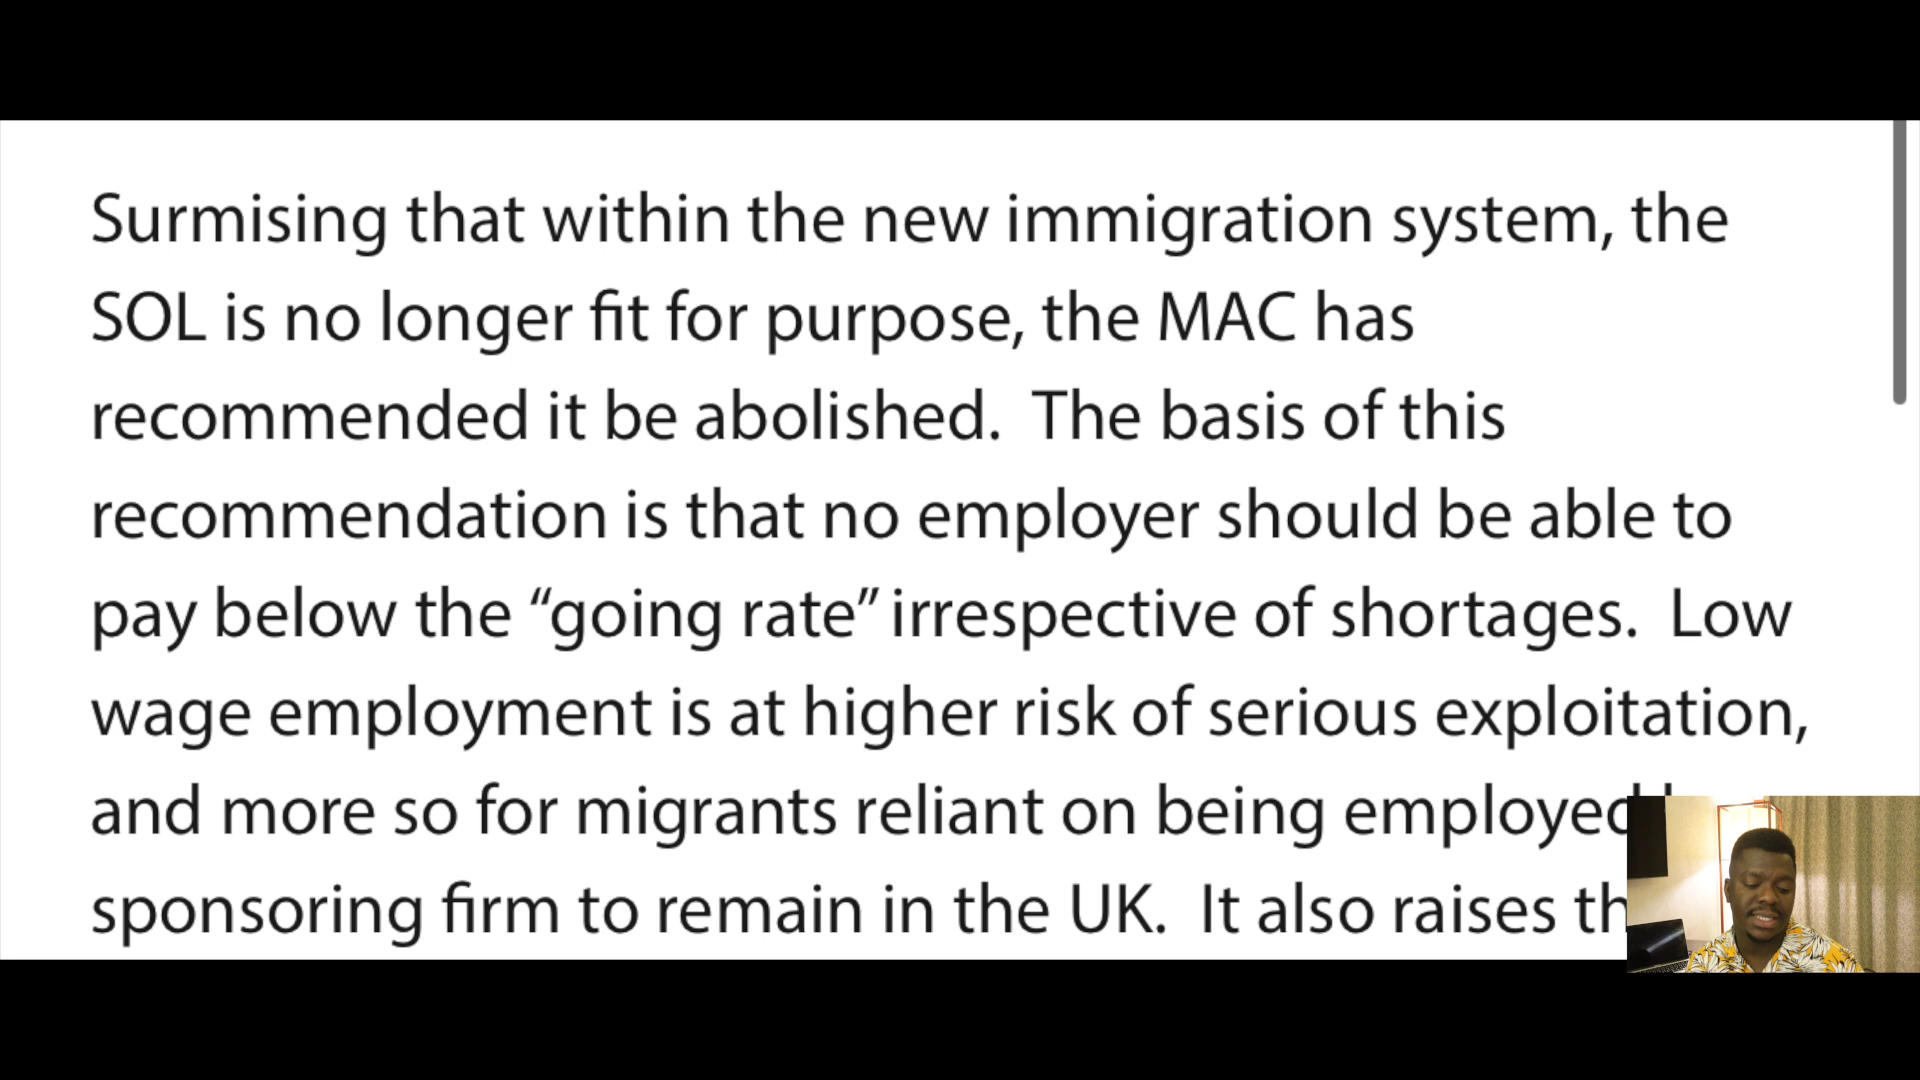 Surmising that within the new immigration system, the
SOL is no longer fit for purpose, the MAC has
recommended it be abolished.  The basis of this
recommendation is that no employer should be able to
pay below the “going rate” irrespective of shortages.  Low
wage employment is at higher risk of serious exploitation,
and more so for migrants reliant on being employed
sponsoring firm to remain in the UK.  It also raises